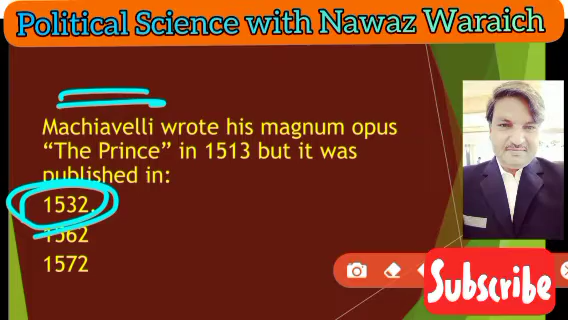 Political Science with Nawaz Waraich
Machiavelli wrote his magnum opus
“The Prince” in 1513 but it was
published in:
1532.
1562
1572
Subscribe